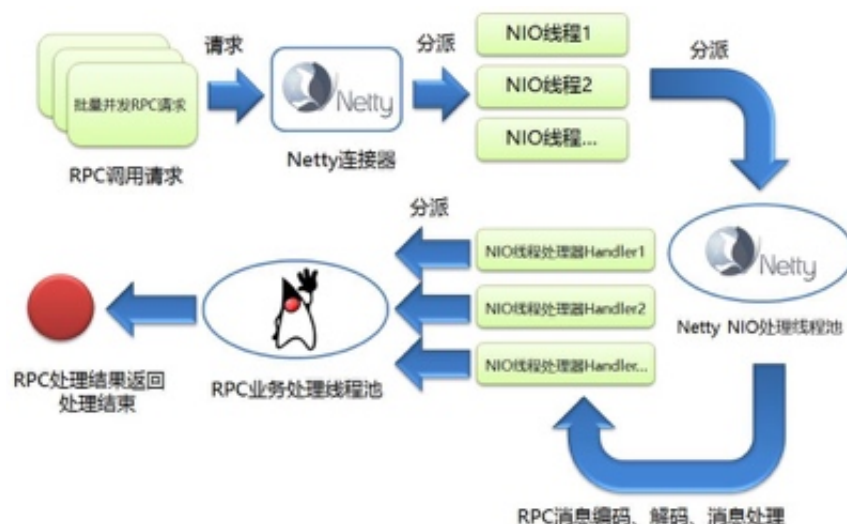 请求
分派
NIO线程1
分派
批量并发RPC请求
Netty
NIO线程2
NIO线程...
RPC调用请求
Netty连接器
分派
NIO线程处理器Handler1
Netty
NIO线程处理器Handler2
Netty NIO处理线程池
NIO线程处理器Handler...
RPC处理结果返回
处理结束
RPC业务处理线程池
RPC消息编码、解码、消息处理